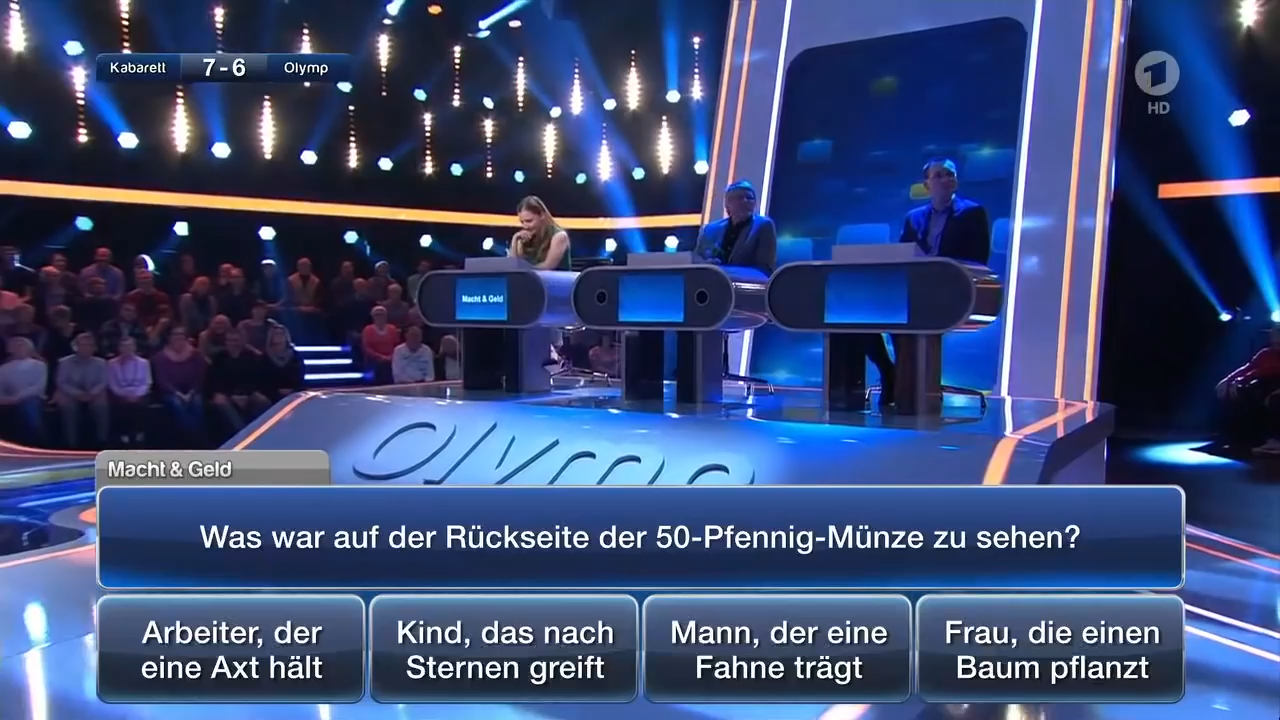 Kabarett 7-6 Olymp
1
HD
Macht & Geld
Olymp
Macht & Geld
Was war auf der Rückseite der 50-Pfennig-Münze zu sehen?
Arbeiter, der
eine Axt hält
Kind, das nach
Sternen greift
Mann, der eine
Fahne trägt
Frau, die einen
Baum pflanzt